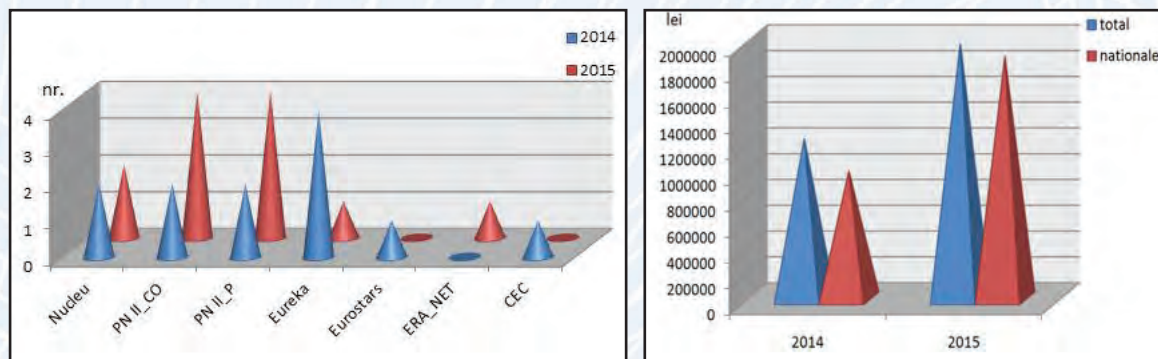 2014
2015
nr.
4
3
2
1
0
Nucleu
PN II_CO
PN II_P
Eureka
Eurostars
ERA_NET
CEC
lei
total
nationale
2000000
1800000
1600000
1400000
1200000
1000000
800000
600000
400000
200000
0
2014
2015